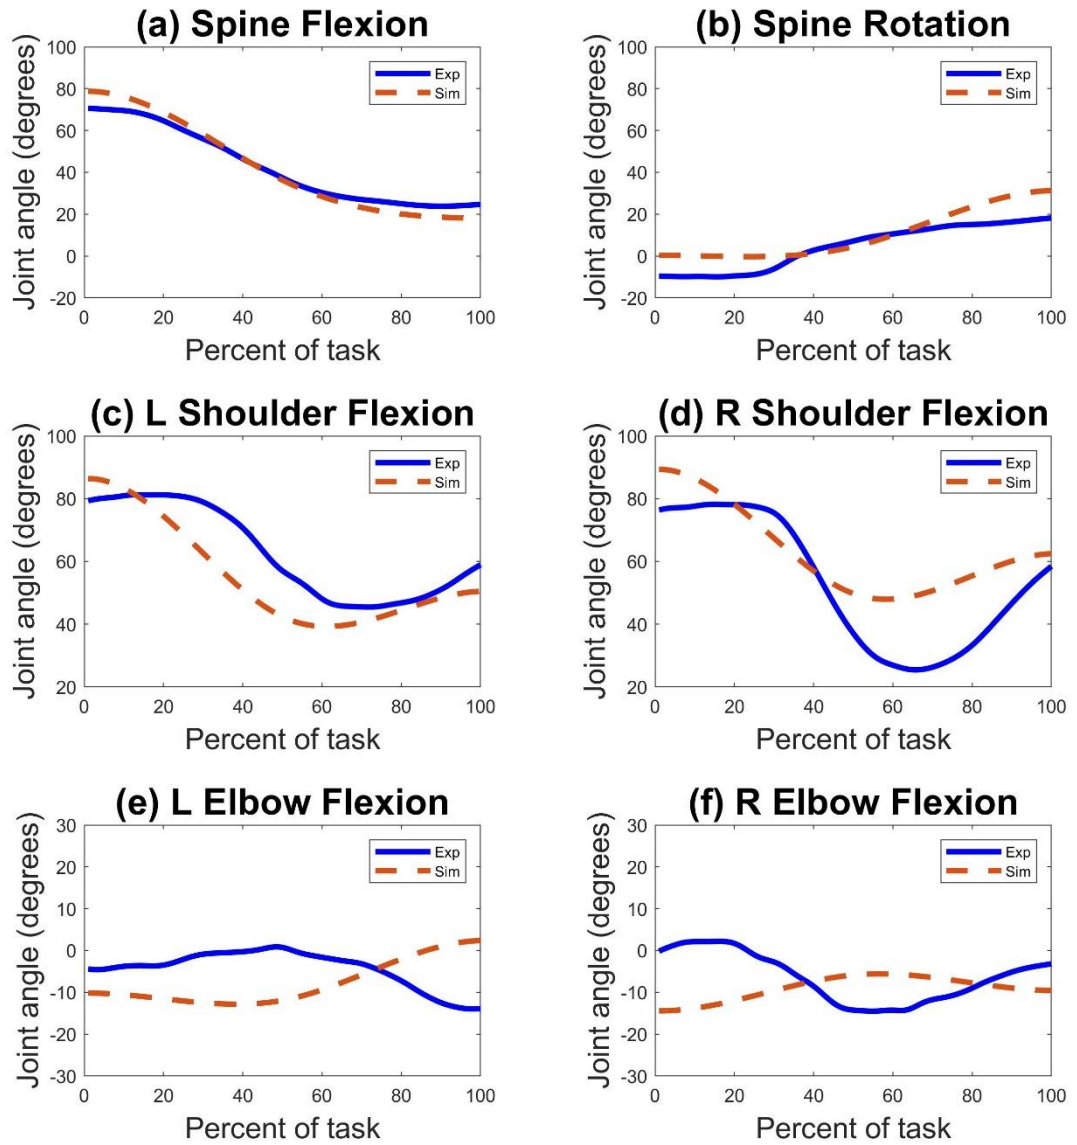 (a) Spine Flexion
Joint angle (degrees)
100
80
60
40
20
0
-20
Exp
Sim
0 20 40 60 80 100
Percent of task
(b) Spine Rotation
Joint angle (degrees)
100
80
60
40
20
0
-20
Exp
Sim
0 20 40 60 80 100
Percent of task
(c) L Shoulder Flexion
Joint angle (degrees)
100
80
60
40
20
Exp
Sim
0 20 40 60 80 100
Percent of task
(d) R Shoulder Flexion
Joint angle (degrees)
100
80
60
40
20
Exp
Sim
0 20 40 60 80 100
Percent of task
(e) L Elbow Flexion
Joint angle (degrees)
30
20
10
0
-10
-20
-30
Exp
Sim
0 20 40 60 80 100
Percent of task
(f) R Elbow Flexion
Joint angle (degrees)
30
20
10
0
-10
-20
-30
Exp
Sim
0 20 40 60 80 100
Percent of task